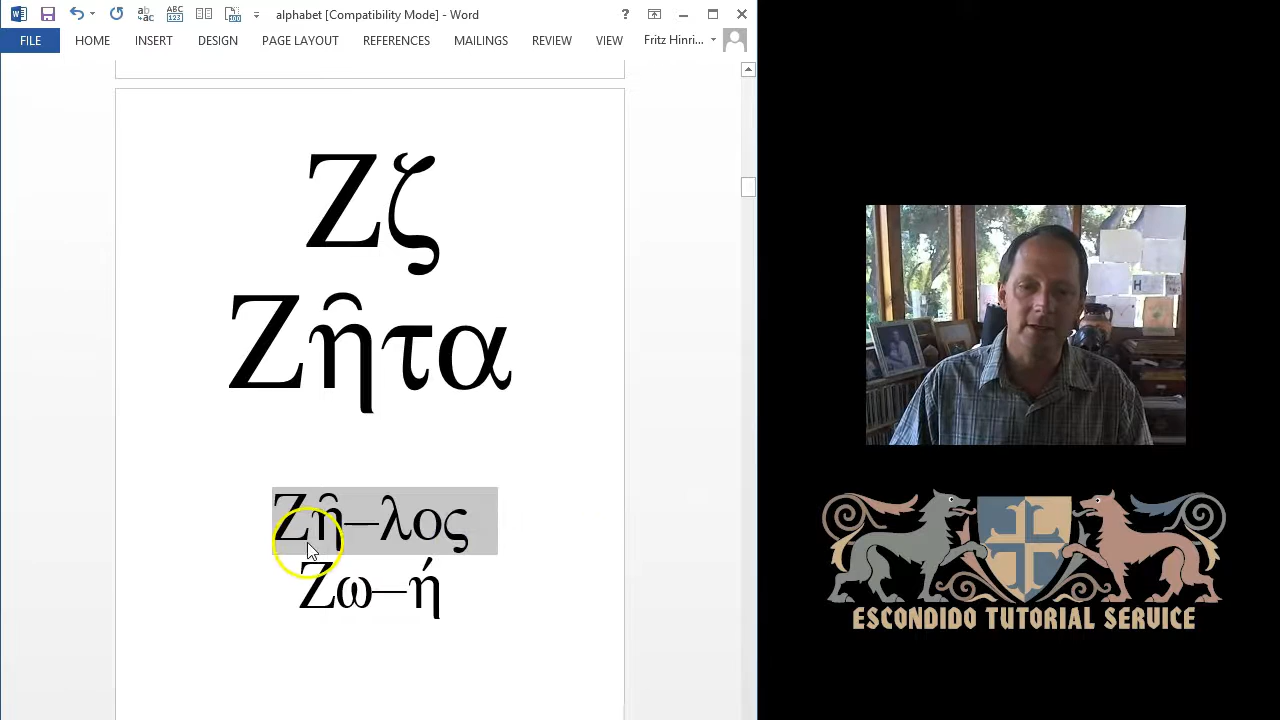 alphabet [Compatibility Mode] - Word
?
FILE HOME INSERT DESIGN PAGE LAYOUT REFERENCES MAILINGS REVIEW VIEW Fritz Hinri...
Ζζ
Ζῆτα
Ζῆ–λος
Ζω–ή
ESCONDIDO TUTORIAL SERVICE